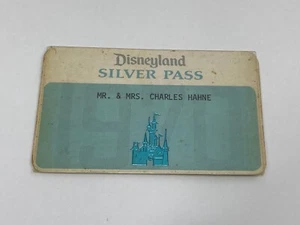 Disneyland
SILVER PASS
MR. & MRS. CHARLES HAHNE